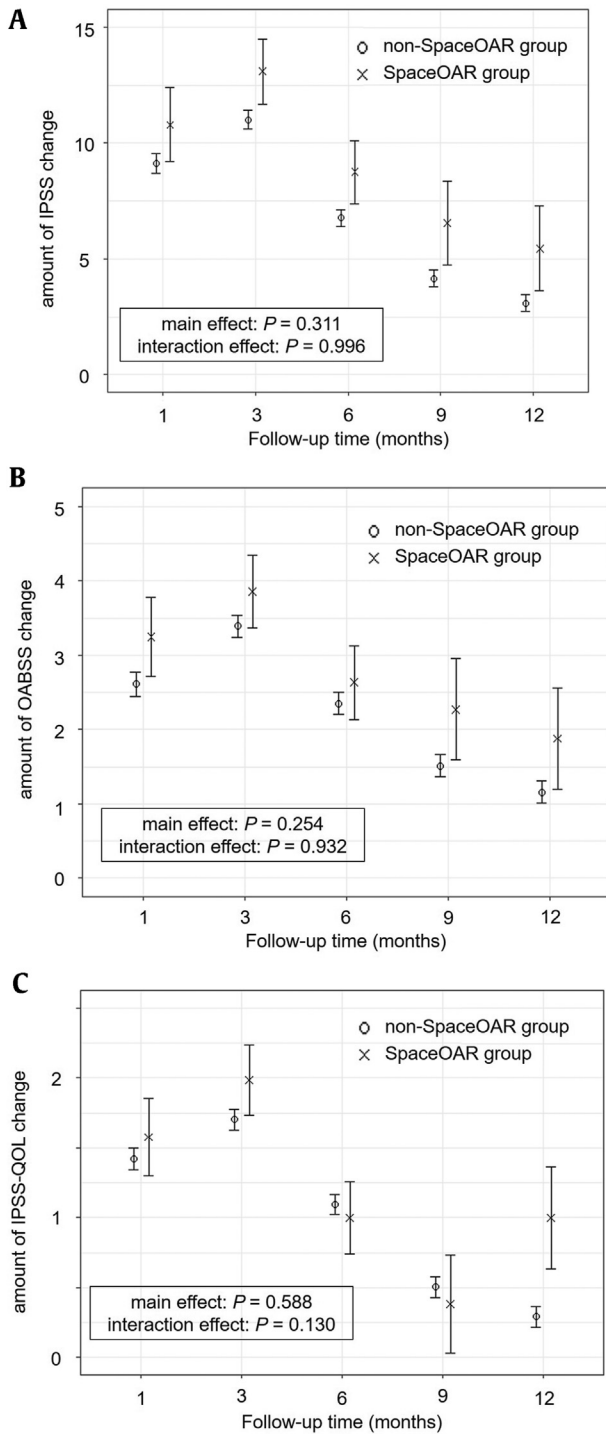 A
15
10
5
0
amount of IPSS change
non-SpaceOAR group
SpaceOAR group
main effect: P = 0.311
interaction effect: P = 0.996
1 3 6 9 12
Follow-up time (months)
B
5
4
3
2
1
0
amount of OABSS change
non-SpaceOAR group
SpaceOAR group
main effect: P = 0.254
interaction effect: P = 0.932
1 3 6 9 12
Follow-up time (months)
C
2
1
0
amount of IPSS-QOL change
non-SpaceOAR group
SpaceOAR group
main effect: P = 0.588
interaction effect: P = 0.130
1 3 6 9 12
Follow-up time (months)